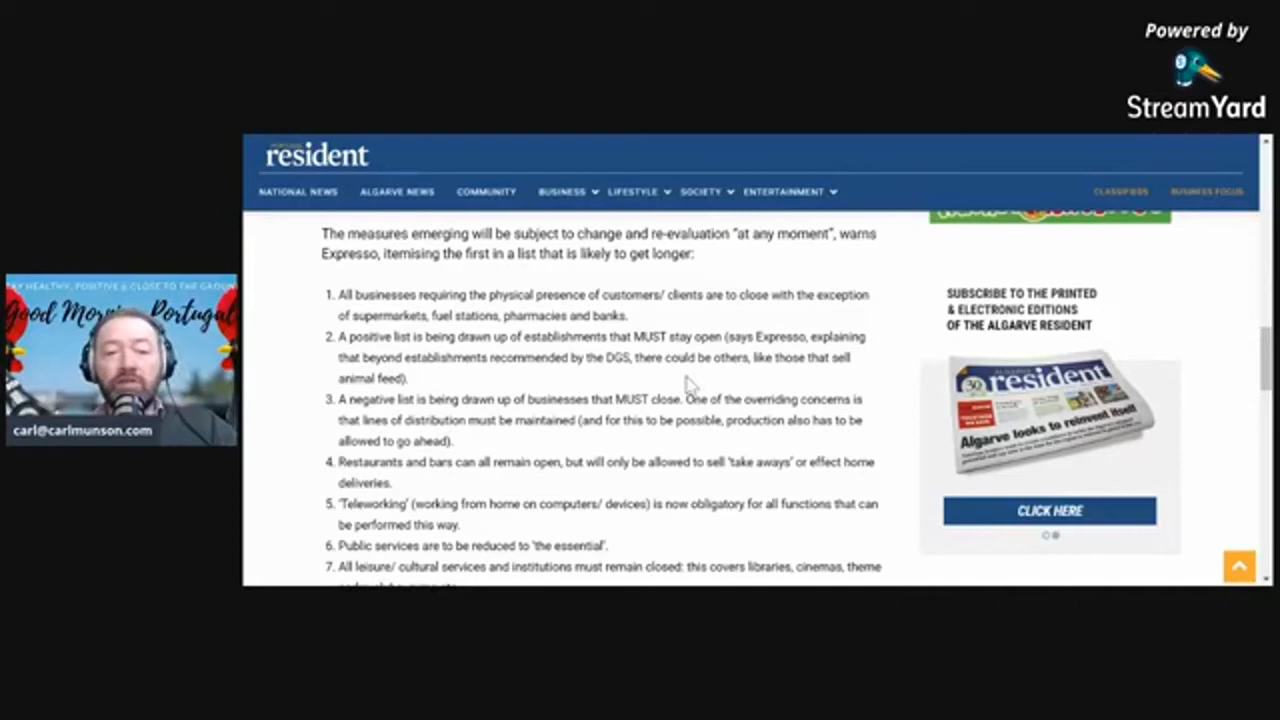 Powered by
StreamYard
resident
NATIONAL NEWS ALGARVE NEWS COMMUNITY BUSINESS LIFESTYLE SOCIETY ENTERTAINMENT CLASSIFIEDS BUSINESS FOCUS
The measures emerging will be subject to change and re-evaluation "at any moment", warns
Expresso, itemising the first in a list that is likely to get longer:
1. All businesses requiring the physical presence of customers/ clients are to close with the exception
of supermarkets, fuel stations, pharmacies and banks.
2. A positive list is being drawn up of establishments that MUST stay open (says Expresso, explaining
that beyond establishments recommended by the DGS, there could be others, like those that sell
animal feed).
3. A negative list is being drawn up of businesses that MUST close. One of the overriding concerns is
that lines of distribution must be maintained (and for this to be possible, production also has to be
allowed to go ahead).
4. Restaurants and bars can all remain open, but will only be allowed to sell 'take aways' or effect home
deliveries.
5. 'Teleworking' (working from home on computers/ devices) is now obligatory for all functions that can
be performed this way.
6. Public services are to be reduced to 'the essential'.
7. All leisure/ cultural services and institutions must remain closed: this covers libraries, cinemas, theme
SUBSCRIBE TO THE PRINTED
& ELECTRONIC EDITIONS
OF THE ALGARVE RESIDENT
30
resident
Algarve looks to reinvent itself
CLICK HERE
HEALTHY, POSITIVE & CLOSE TO THE GROUN
Good Morn Portugal
carl@carlmunson.com